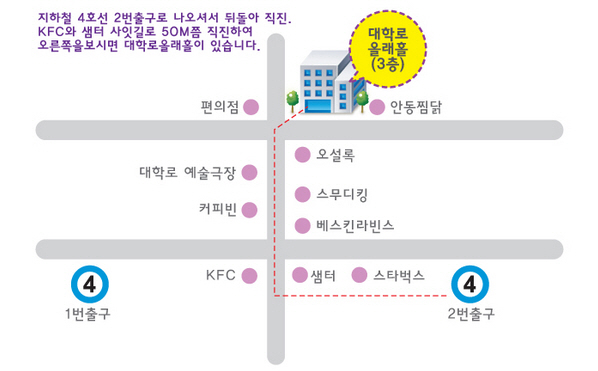 지하철 4호선 2번출구로 나오셔서 뒤돌아 직진.
KFC와 샘터 사잇길로 50M쯤 직진하여
오른쪽을보시면 대학로올래홀이 있습니다.
대학로
올래홀
(3층)
편의점
안동찜닭
오설록
대학로 예술극장
스무디킹
커피빈
베스킨라빈스
KFC
샘터
스타벅스
4
1번출구
4
2번출구